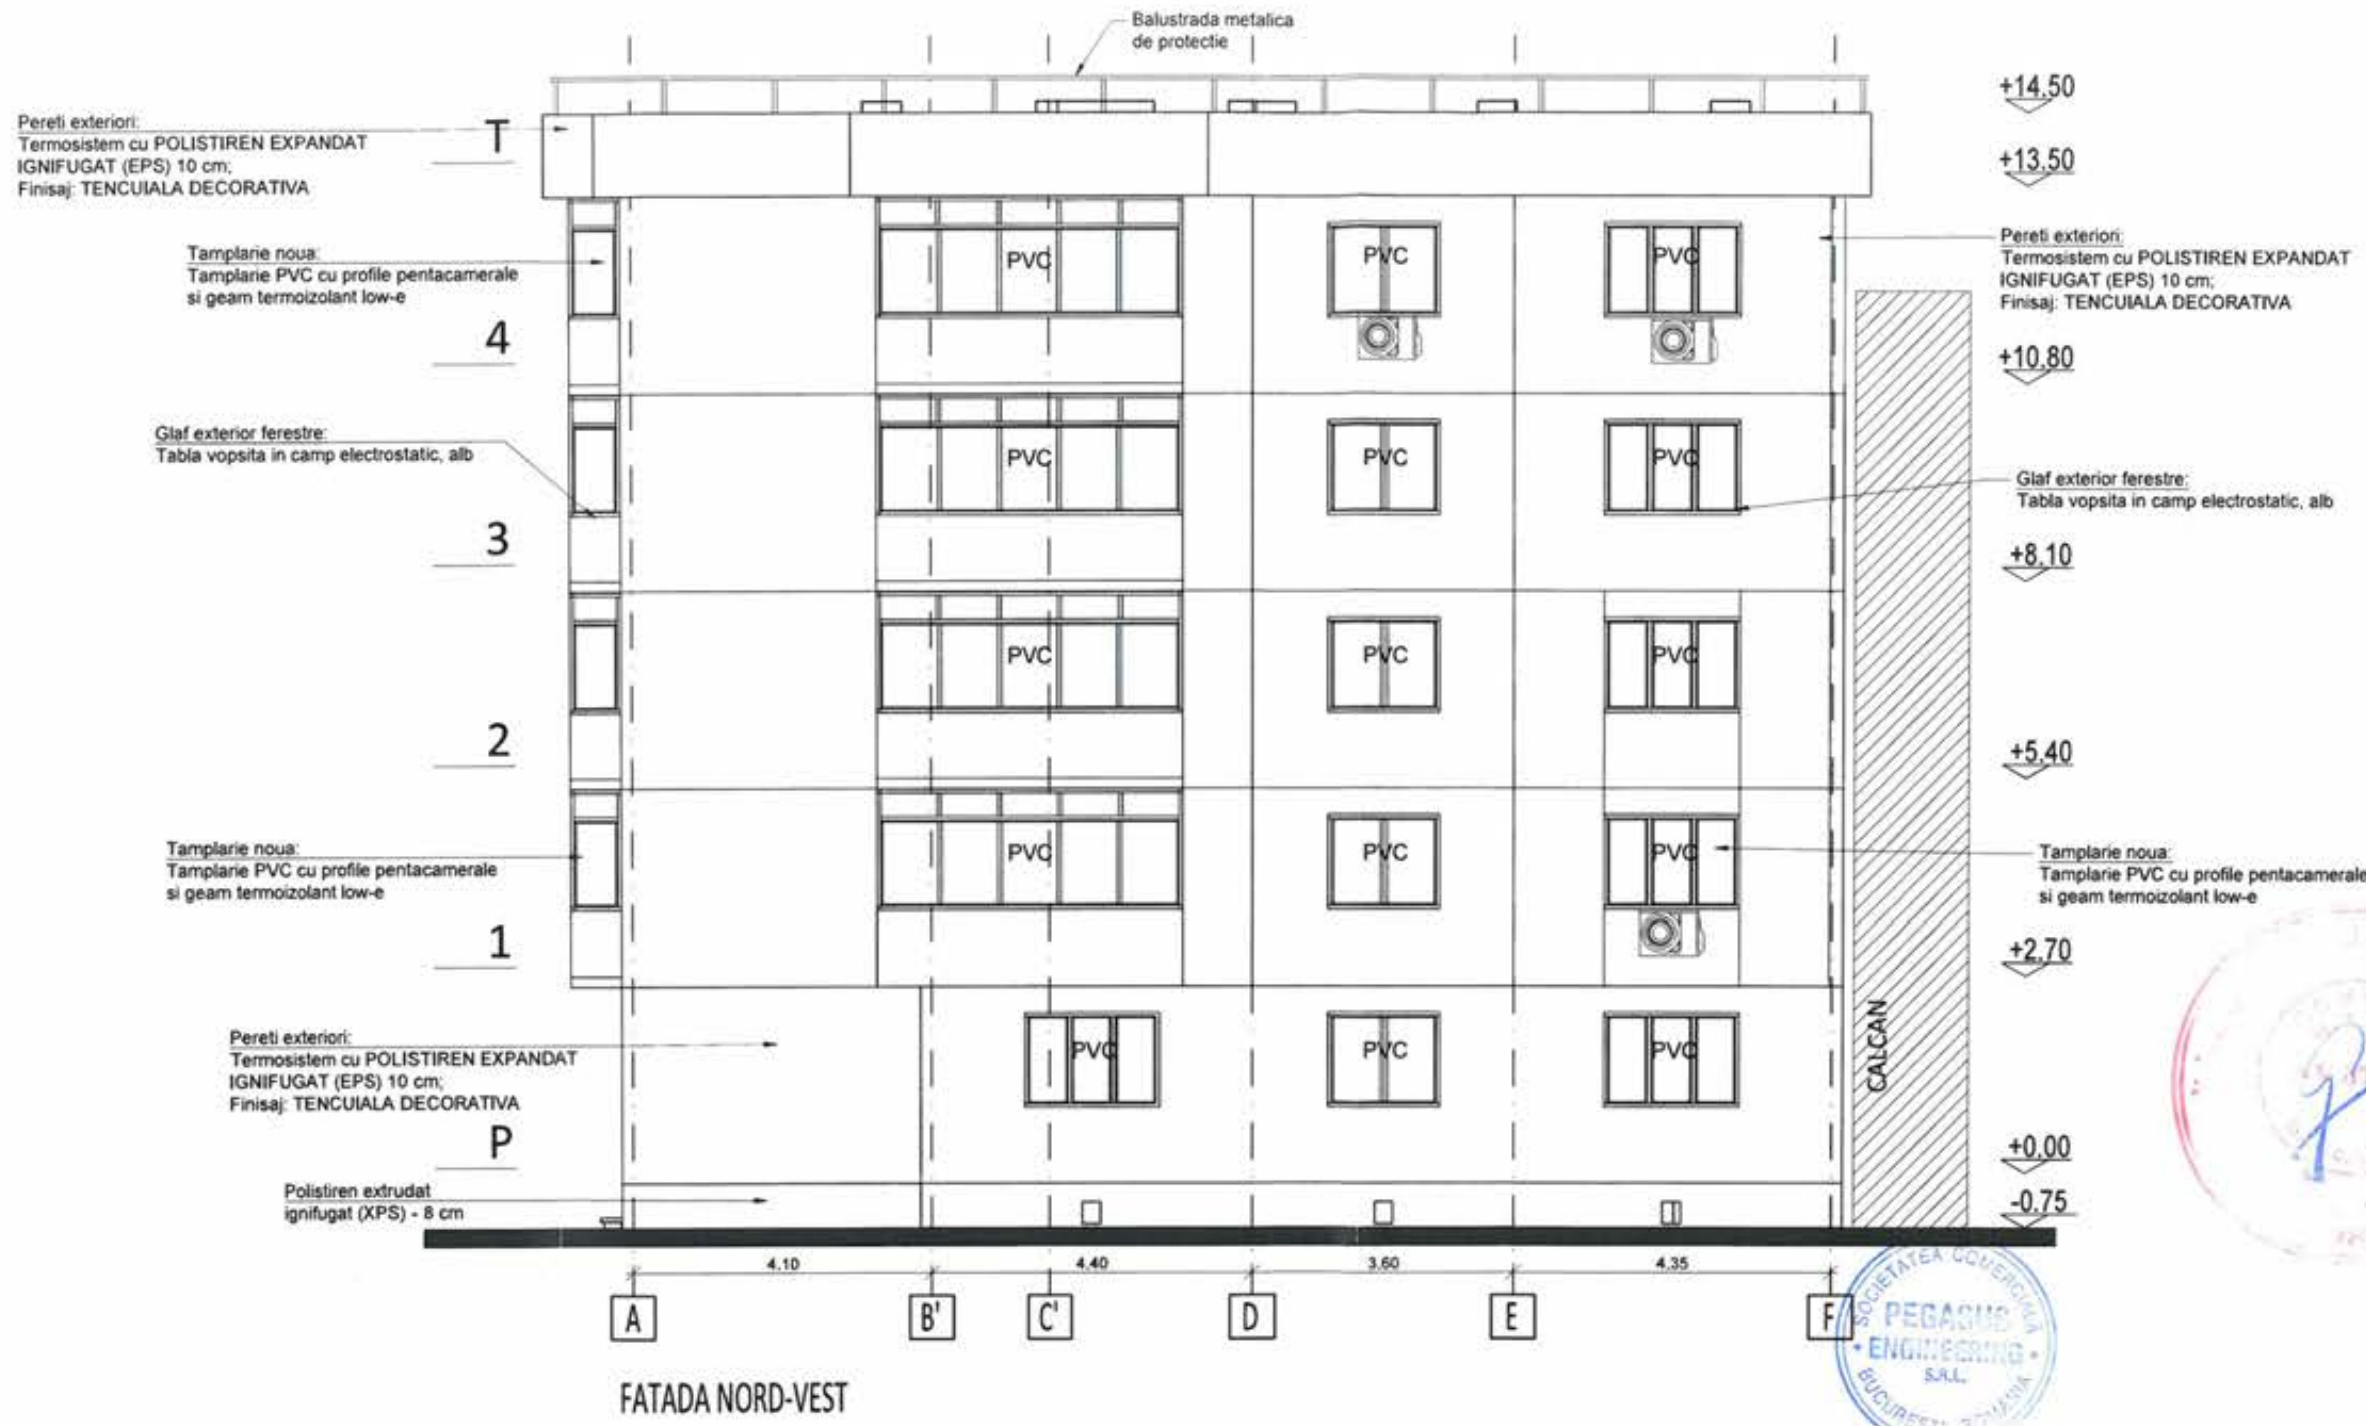 Balustrada metalica
de protectie
+14,50
Pereti exteriori:
Termosistem cu POLISTIREN EXPANDAT
IGNIFUGAT (EPS) 10 cm;
Finisaj: TENCUIALA DECORATIVA
T
+13,50
Tamplarie noua:
Tamplarie PVC cu profile pentacamerale
si geam termoizolant low-e
PVC
PVC
PVC
Pereti exteriori:
Termosistem cu POLISTIREN EXPANDAT
IGNIFUGAT (EPS) 10 cm;
Finisaj: TENCUIALA DECORATIVA
4
+10,80
Glaf exterior ferestre:
Tabla vopsita in camp electrostatic, alb
PVC
PVC
PVC
Glaf exterior ferestre:
Tabla vopsita in camp electrostatic, alb
3
+8,10
PVC
PVC
PVC
2
+5,40
Tamplarie noua:
Tamplarie PVC cu profile pentacamerale
si geam termoizolant low-e
PVC
PVC
PVC
Tamplarie noua:
Tamplarie PVC cu profile pentacamerale
si geam termoizolant low-e
1
+2,70
Pereti exteriori:
Termosistem cu POLISTIREN EXPANDAT
IGNIFUGAT (EPS) 10 cm;
Finisaj: TENCUIALA DECORATIVA
PVC
PVC
PVC
CALCAN
P
+0,00
Polistiren extrudat
ignifugat (XPS) - 8 cm
-0.75
4.10
4.40
3.60
4.35
A
B'
C'
D
E
F
SOCIETATEA COMERCIALA
PEGASUS
ENGINEERING
S.R.L.
BUCURESTI ROMANIA
FATADA NORD-VEST